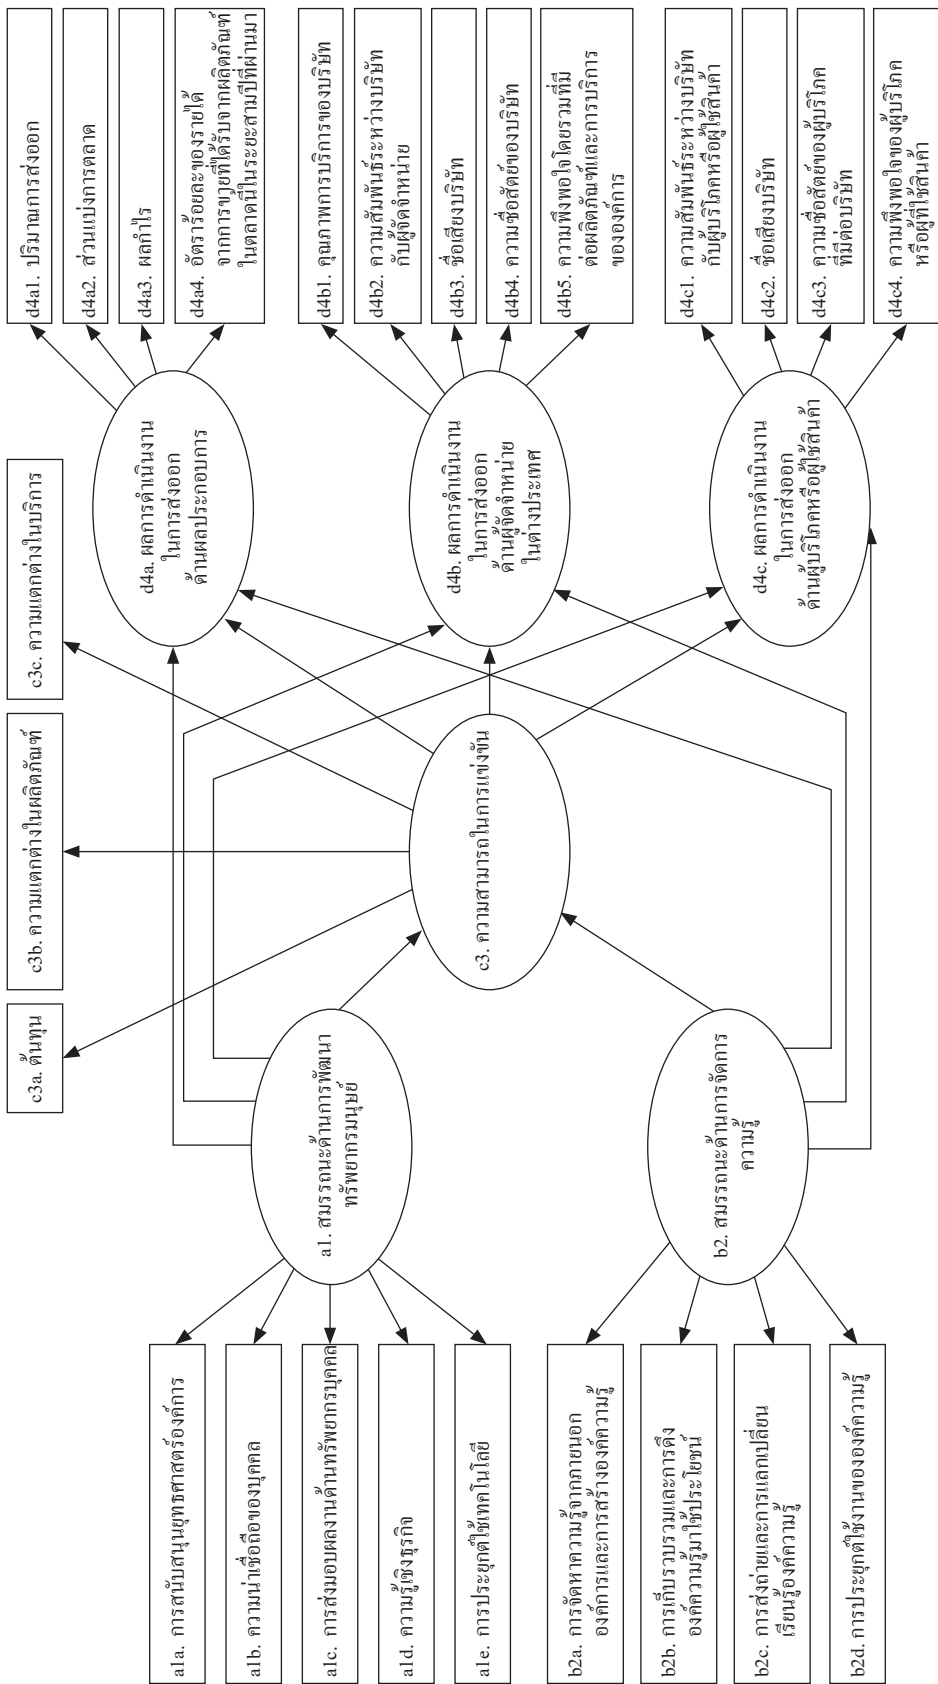 a1a. การสนับสนุนยุทธศาสตร์องค์การ
a1b. ความน่าเชื่อถือของบุคคล
a1c. การส่งมอบผลงานด้านทรัพยากรบุคคล
a1d. ความรู้เชิงธุรกิจ
a1e. การประยุกต์ใช้เทคโนโลยี
b2a. การจัดหาความรู้จากภายนอก
องค์การและการสร้างองค์ความรู้
b2b. การเก็บรวบรวมและการดึง
องค์ความรู้มาใช้ประโยชน์
b2c. การส่งถ่ายและการแลกเปลี่ยน
เรียนรู้องค์ความรู้
b2d. การประยุกต์ใช้งานขององค์ความรู้
a1. สมรรถนะด้านการพัฒนา
ทรัพยากรมนุษย์
b2. สมรรถนะด้านการจัดการ
ความรู้
c3a. ต้นทุน
c3b. ความแตกต่างในผลิตภัณฑ์
c3c. ความแตกต่างในบริการ
c3. ความสามารถในการแข่งขัน
d4a. ผลการดำเนินงาน
ในการส่งออก
ด้านผลประกอบการ
d4b. ผลการดำเนินงาน
ในการส่งออก
ด้านผู้จัดจำหน่าย
ในต่างประเทศ
d4c. ผลการดำเนินงาน
ในการส่งออก
ด้านผู้บริโภคหรือผู้ใช้สินค้า
d4a1. ปริมาณการส่งออก
d4a2. ส่วนแบ่งการตลาด
d4a3. ผลกำไร
d4a4. อัตราร้อยละของรายได้
จากการขายที่ได้รับจากผลิตภัณฑ์
ในตลาดนี้ในระยะสามปีที่ผ่านมา
d4b1. คุณภาพการบริการของบริษัท
d4b2. ความสัมพันธ์ระหว่างบริษัท
กับผู้จัดจำหน่าย
d4b3. ชื่อเสียงบริษัท
d4b4. ความซื่อสัตย์ของบริษัท
d4b5. ความพึงพอใจโดยรวมที่มี
ต่อผลิตภัณฑ์และการบริการ
ขององค์การ
d4c1. ความสัมพันธ์ระหว่างบริษัท
กับผู้บริโภคหรือผู้ใช้สินค้า
d4c2. ชื่อเสียงบริษัท
d4c3. ความซื่อสัตย์ของผู้บริโภค
ที่มีต่อบริษัท
d4c4. ความพึงพอใจของผู้บริโภค
หรือผู้ที่ใช้สินค้า